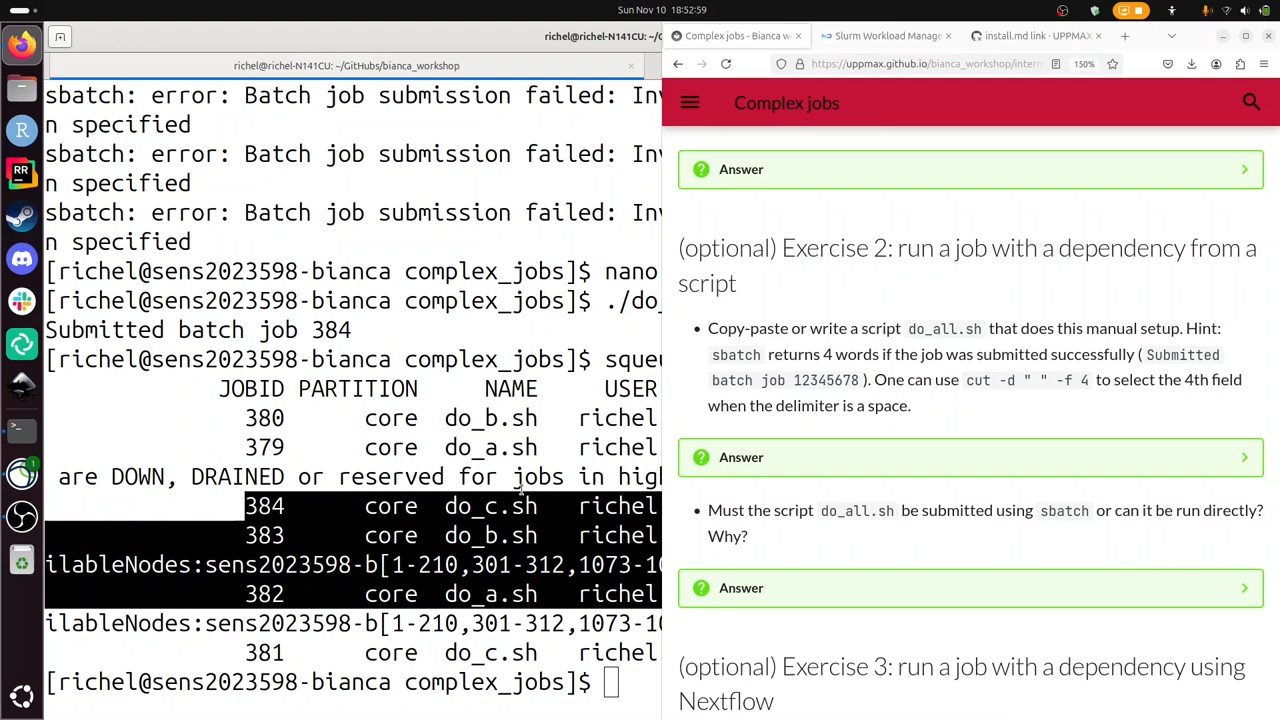 Sun Nov 10 18:52:59
richel@richel-N141CU: ~/G
richel@richel-N141CU: ~/GitHubs/bianca_workshop
sbatch: error: Batch job submission failed: Inv
n specified
sbatch: error: Batch job submission failed: Inv
n specified
sbatch: error: Batch job submission failed: Inv
n specified
[richel@sens2023598-bianca complex_jobs]$ nano
[richel@sens2023598-bianca complex_jobs]$ ./do_
Submitted batch job 384
[richel@sens2023598-bianca complex_jobs]$ squeu
JOBID PARTITION NAME USER
380 core do_b.sh richel
379 core do_a.sh richel
are DOWN, DRAINED or reserved for jobs in high
384 core do_c.sh richel
383 core do_b.sh richel
ilableNodes:sens2023598-b[1-210,301-312,1073-10
382 core do_a.sh richel
ilableNodes:sens2023598-b[1-210,301-312,1073-10
381 core do_c.sh richel
[richel@sens2023598-bianca complex_jobs]$
Complex jobs - Bianca w
Slurm Workload Manage
install.md link · UPPMAX
https://uppmax.github.io/bianca_workshop/interm
150%
Complex jobs
Answer
(optional) Exercise 2: run a job with a dependency from a
script
• Copy-paste or write a script do_all.sh that does this manual setup. Hint:
sbatch returns 4 words if the job was submitted successfully ( Submitted
batch job 12345678 ). One can use cut -d " " -f 4 to select the 4th field
when the delimiter is a space.
Answer
• Must the script do_all.sh be submitted using sbatch or can it be run directly?
Why?
Answer
(optional) Exercise 3: run a job with a dependency using
Nextflow
R
RR
1